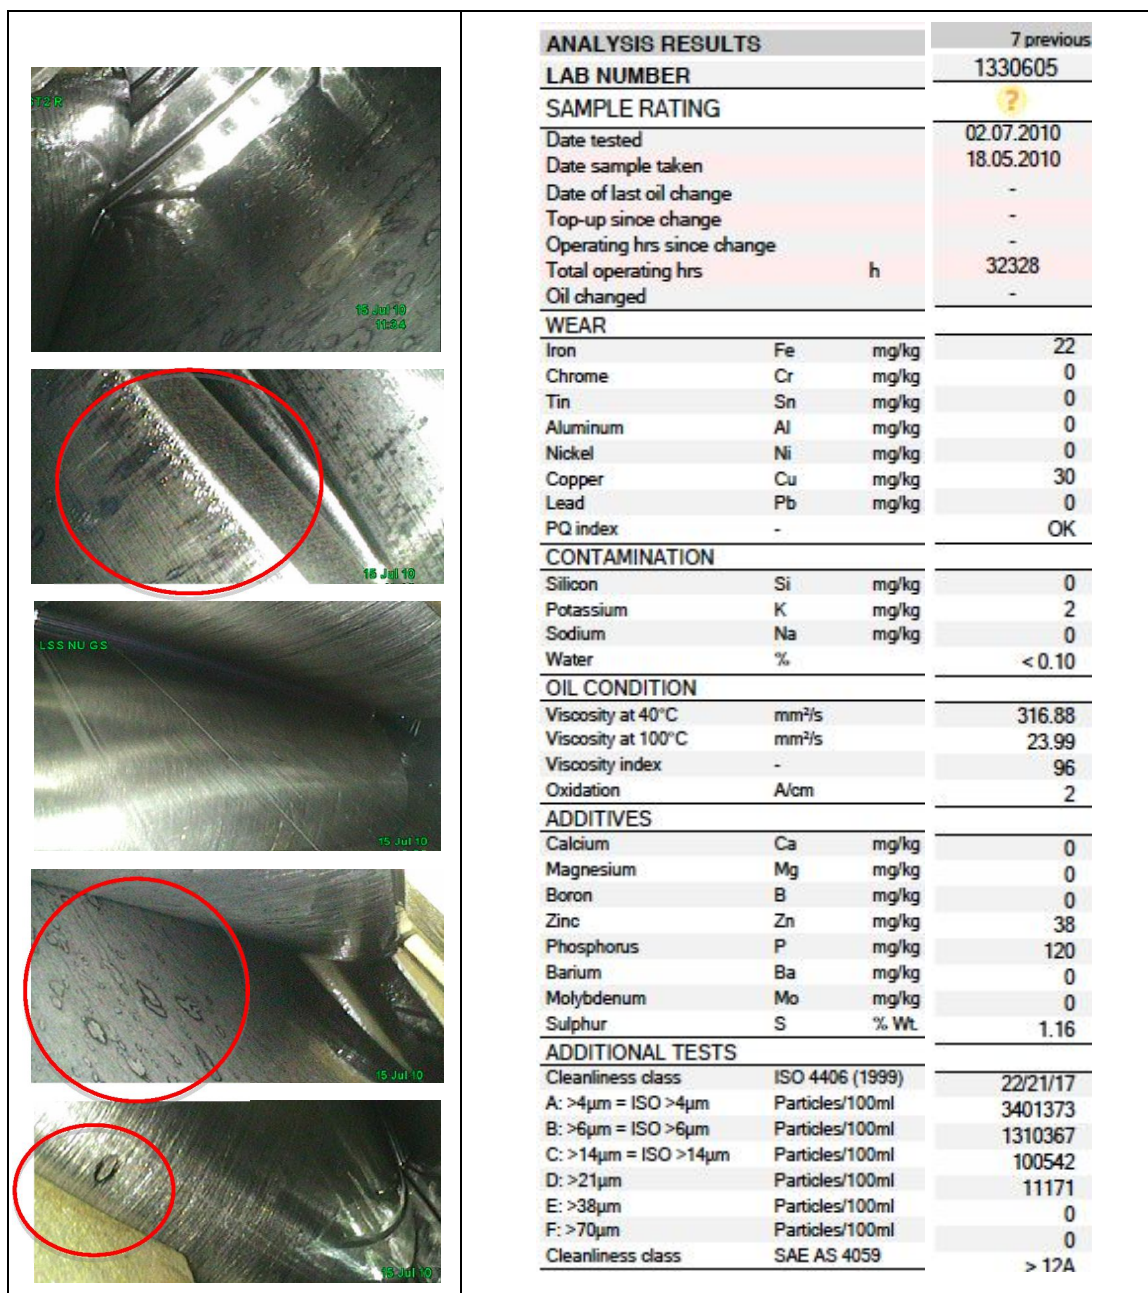 ST2 R
15 Jul 10
11:34
15 Jul 10
LSS NU GS
15 Jul 10
15 Jul 10
15 Jul 10
ANALYSIS RESULTS 7 previous
LAB NUMBER 1330605
SAMPLE RATING ?
Date tested 02.07.2010
Date sample taken 18.05.2010
Date of last oil change -
Top-up since change -
Operating hrs since change -
Total operating hrs h 32328
Oil changed -
WEAR
Iron Fe mg/kg 22
Chrome Cr mg/kg 0
Tin Sn mg/kg 0
Aluminum Al mg/kg 0
Nickel Ni mg/kg 0
Copper Cu mg/kg 30
Lead Pb mg/kg 0
PQ index - OK
CONTAMINATION
Silicon Si mg/kg 0
Potassium K mg/kg 2
Sodium Na mg/kg 0
Water % < 0.10
OIL CONDITION
Viscosity at 40°C mm²/s 316.88
Viscosity at 100°C mm²/s 23.99
Viscosity index - 96
Oxidation A/cm 2
ADDITIVES
Calcium Ca mg/kg 0
Magnesium Mg mg/kg 0
Boron B mg/kg 0
Zinc Zn mg/kg 38
Phosphorus P mg/kg 120
Barium Ba mg/kg 0
Molybdenum Mo mg/kg 0
Sulphur S % Wt. 1.16
ADDITIONAL TESTS
Cleanliness class ISO 4406 (1999) 22/21/17
A: >4µm = ISO >4µm Particles/100ml 3401373
B: >6µm = ISO >6µm Particles/100ml 1310367
C: >14µm = ISO >14µm Particles/100ml 100542
D: >21µm Particles/100ml 11171
E: >38µm Particles/100ml 0
F: >70µm Particles/100ml 0
Cleanliness class SAE AS 4059 > 12A